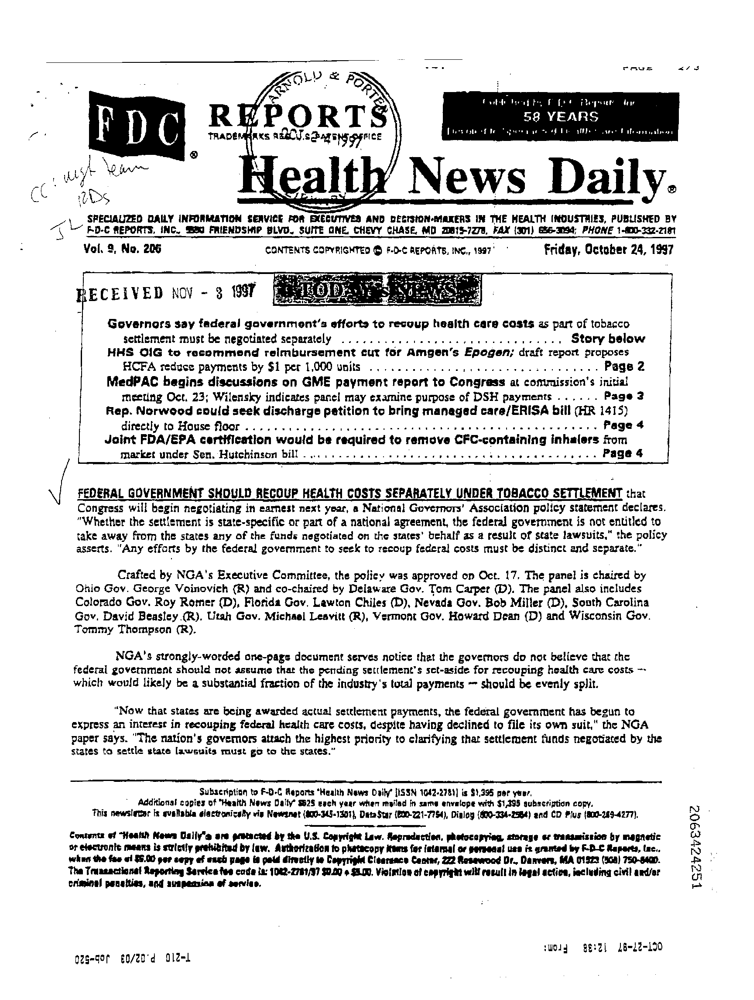 PAGE 2/3
ARNOLD & PORTER
FDC
®
REPORTS
TRADEMARKS REG. U.S. PATENT OFFICE
58 YEARS
Health News Daily®
CC: mgt team
RDs
JL
SPECIALIZED DAILY INFORMATION SERVICE FOR EXECUTIVES AND DECISION-MAKERS IN THE HEALTH INDUSTRIES, PUBLISHED BY
F-D-C REPORTS, INC., 5550 FRIENDSHIP BLVD., SUITE ONE, CHEVY CHASE, MD 20815-7278, FAX (301) 656-3094; PHONE 1-800-332-2181
Vol. 9, No. 206 CONTENTS COPYRIGHTED © F-D-C REPORTS, INC., 1997 Friday, October 24, 1997
RECEIVED NOV - 3 1997 TODAY's NEWS
Governors say federal government's efforts to recoup health care costs as part of tobacco
settlement must be negotiated separately . . . . . . . . . . Story below
HHS OIG to recommend reimbursement cut for Amgen's Epogen; draft report proposes
HCFA reduce payments by $1 per 1,000 units . . . . . . . . . . Page 2
MedPAC begins discussions on GME payment report to Congress at commission's initial
meeting Oct. 23; Wilensky indicates panel may examine purpose of DSH payments . . . . . . Page 3
Rep. Norwood could seek discharge petition to bring managed care/ERISA bill (HR 1415)
directly to House floor . . . . . . . . . . Page 4
Joint FDA/EPA certification would be required to remove CFC-containing inhalers from
market under Sen. Hutchinson bill . . . . . . . . . . Page 4
FEDERAL GOVERNMENT SHOULD RECOUP HEALTH COSTS SEPARATELY UNDER TOBACCO SETTLEMENT that
Congress will begin negotiating in earnest next year, a National Governors' Association policy statement declares.
"Whether the settlement is state-specific or part of a national agreement, the federal government is not entitled to
take away from the states any of the funds negotiated on the states' behalf as a result of state lawsuits," the policy
asserts. "Any efforts by the federal government to seek to recoup federal costs must be distinct and separate."
Crafted by NGA's Executive Committee, the policy was approved on Oct. 17. The panel is chaired by
Ohio Gov. George Voinovich (R) and co-chaired by Delaware Gov. Tom Carper (D). The panel also includes
Colorado Gov. Roy Romer (D), Florida Gov. Lawton Chiles (D), Nevada Gov. Bob Miller (D), South Carolina
Gov. David Beasley (R), Utah Gov. Michael Leavitt (R), Vermont Gov. Howard Dean (D) and Wisconsin Gov.
Tommy Thompson (R).
NGA's strongly-worded one-page document serves notice that the governors do not believe that the
federal government should not assume that the pending settlement's set-aside for recouping health care costs --
which would likely be a substantial fraction of the industry's total payments -- should be evenly split.
"Now that states are being awarded actual settlement payments, the federal government has begun to
express an interest in recouping federal health care costs, despite having declined to file its own suit," the NGA
paper says. "The nation's governors attach the highest priority to clarifying that settlement funds negotiated by the
states to settle state lawsuits must go to the states."
Subscription to F-D-C Reports "Health News Daily" [ISSN 1042-2781] is $1,395 per year.
Additional copies of "Health News Daily" $825 each year when mailed in same envelope with $1,395 subscription copy.
This newsletter is available electronically via Newsnet (800-345-1301), DataStar (800-221-7754), Dialog (800-334-2564) and CD Plus (800-249-4277).
Contents of "Health News Daily"® are protected by the U.S. Copyright Law. Reproduction, photocopying, storage or transmission by magnetic
or electronic means is strictly prohibited by law. Authorization to photocopy items for internal or personal use is granted by F-D-C Reports, Inc.,
when the fee of $5.00 per copy of each page is paid directly to Copyright Clearance Center, 222 Rosewood Dr., Danvers, MA 01923 (508) 750-8400.
The Transactional Reporting Service fee code is: 1042-2781/97 $0.00 + $5.00. Violation of copyright will result in legal action, including civil and/or
criminal penalties, and suspension of service.
2063424251
OCT-27-97 12:38 From:
T-210 P.02/03 Job-520